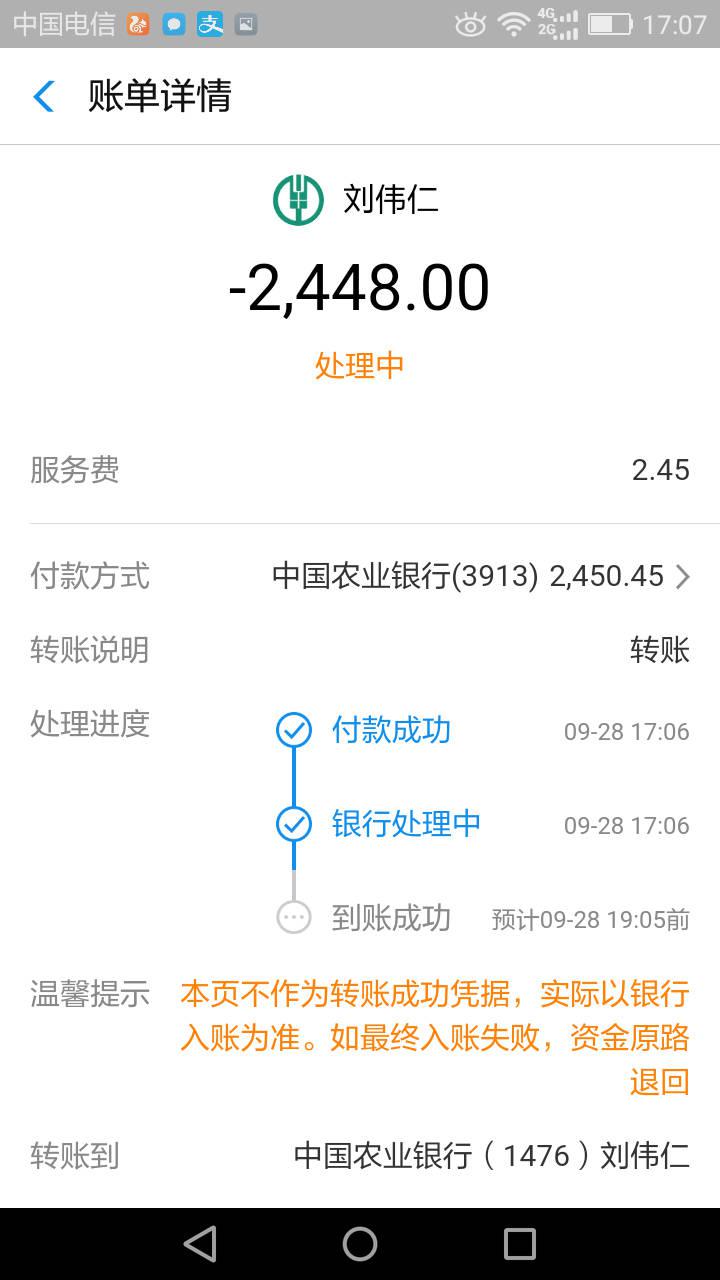 中国电信 支 4G 2G 17:07
账单详情
刘伟仁
-2,448.00
处理中
服务费 2.45
付款方式 中国农业银行(3913) 2,450.45
转账说明 转账
处理进度 付款成功 09-28 17:06
银行处理中 09-28 17:06
到账成功 预计09-28 19:05前
温馨提示 本页不作为转账成功凭据，实际以银行
入账为准。如最终入账失败，资金原路
退回
转账到 中国农业银行（1476）刘伟仁